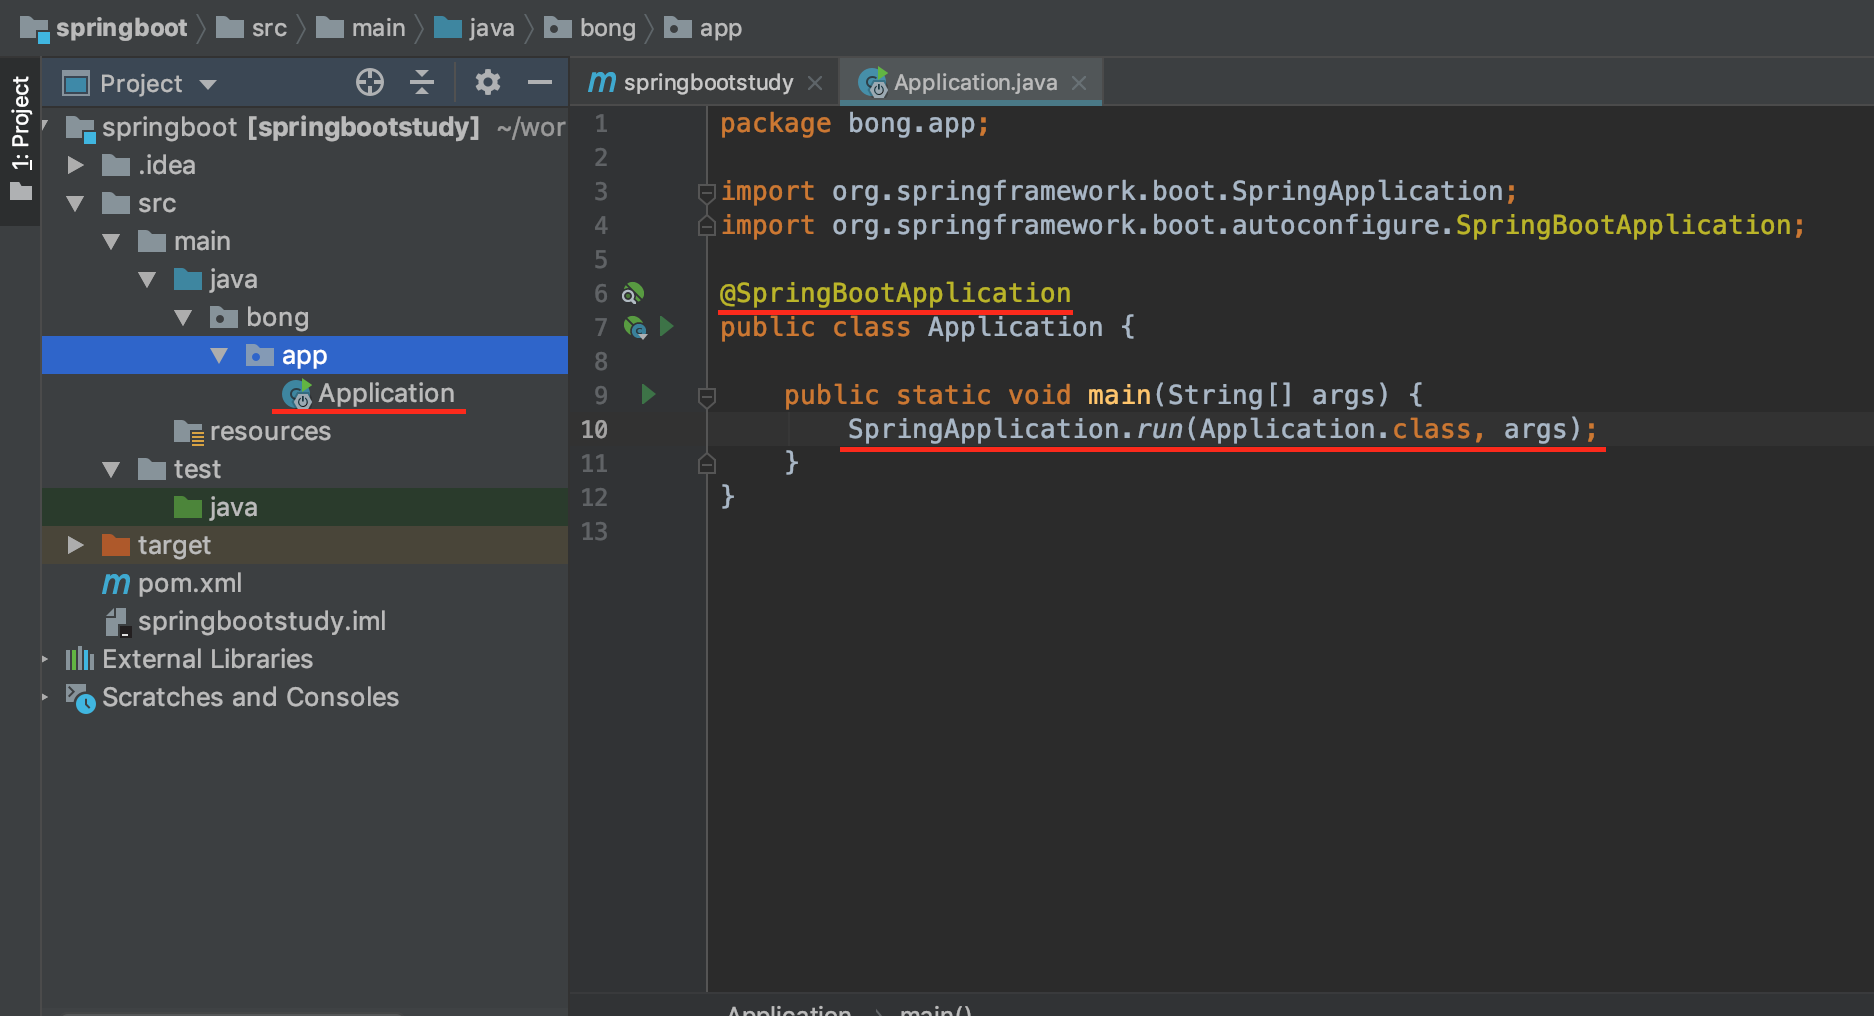 springboot src main java bong app
1: Project
Project
springbootstudy Application.java
springboot [springbootstudy] ~/wor
.idea
src
main
java
bong
app
Application
resources
test
java
target
pom.xml
springbootstudy.iml
External Libraries
Scratches and Consoles
1 package bong.app;
2
3 import org.springframework.boot.SpringApplication;
4 import org.springframework.boot.autoconfigure.SpringBootApplication;
5
6 @SpringBootApplication
7 public class Application {
8
9 public static void main(String[] args) {
10 SpringApplication.run(Application.class, args);
11 }
12 }
13
Application main()